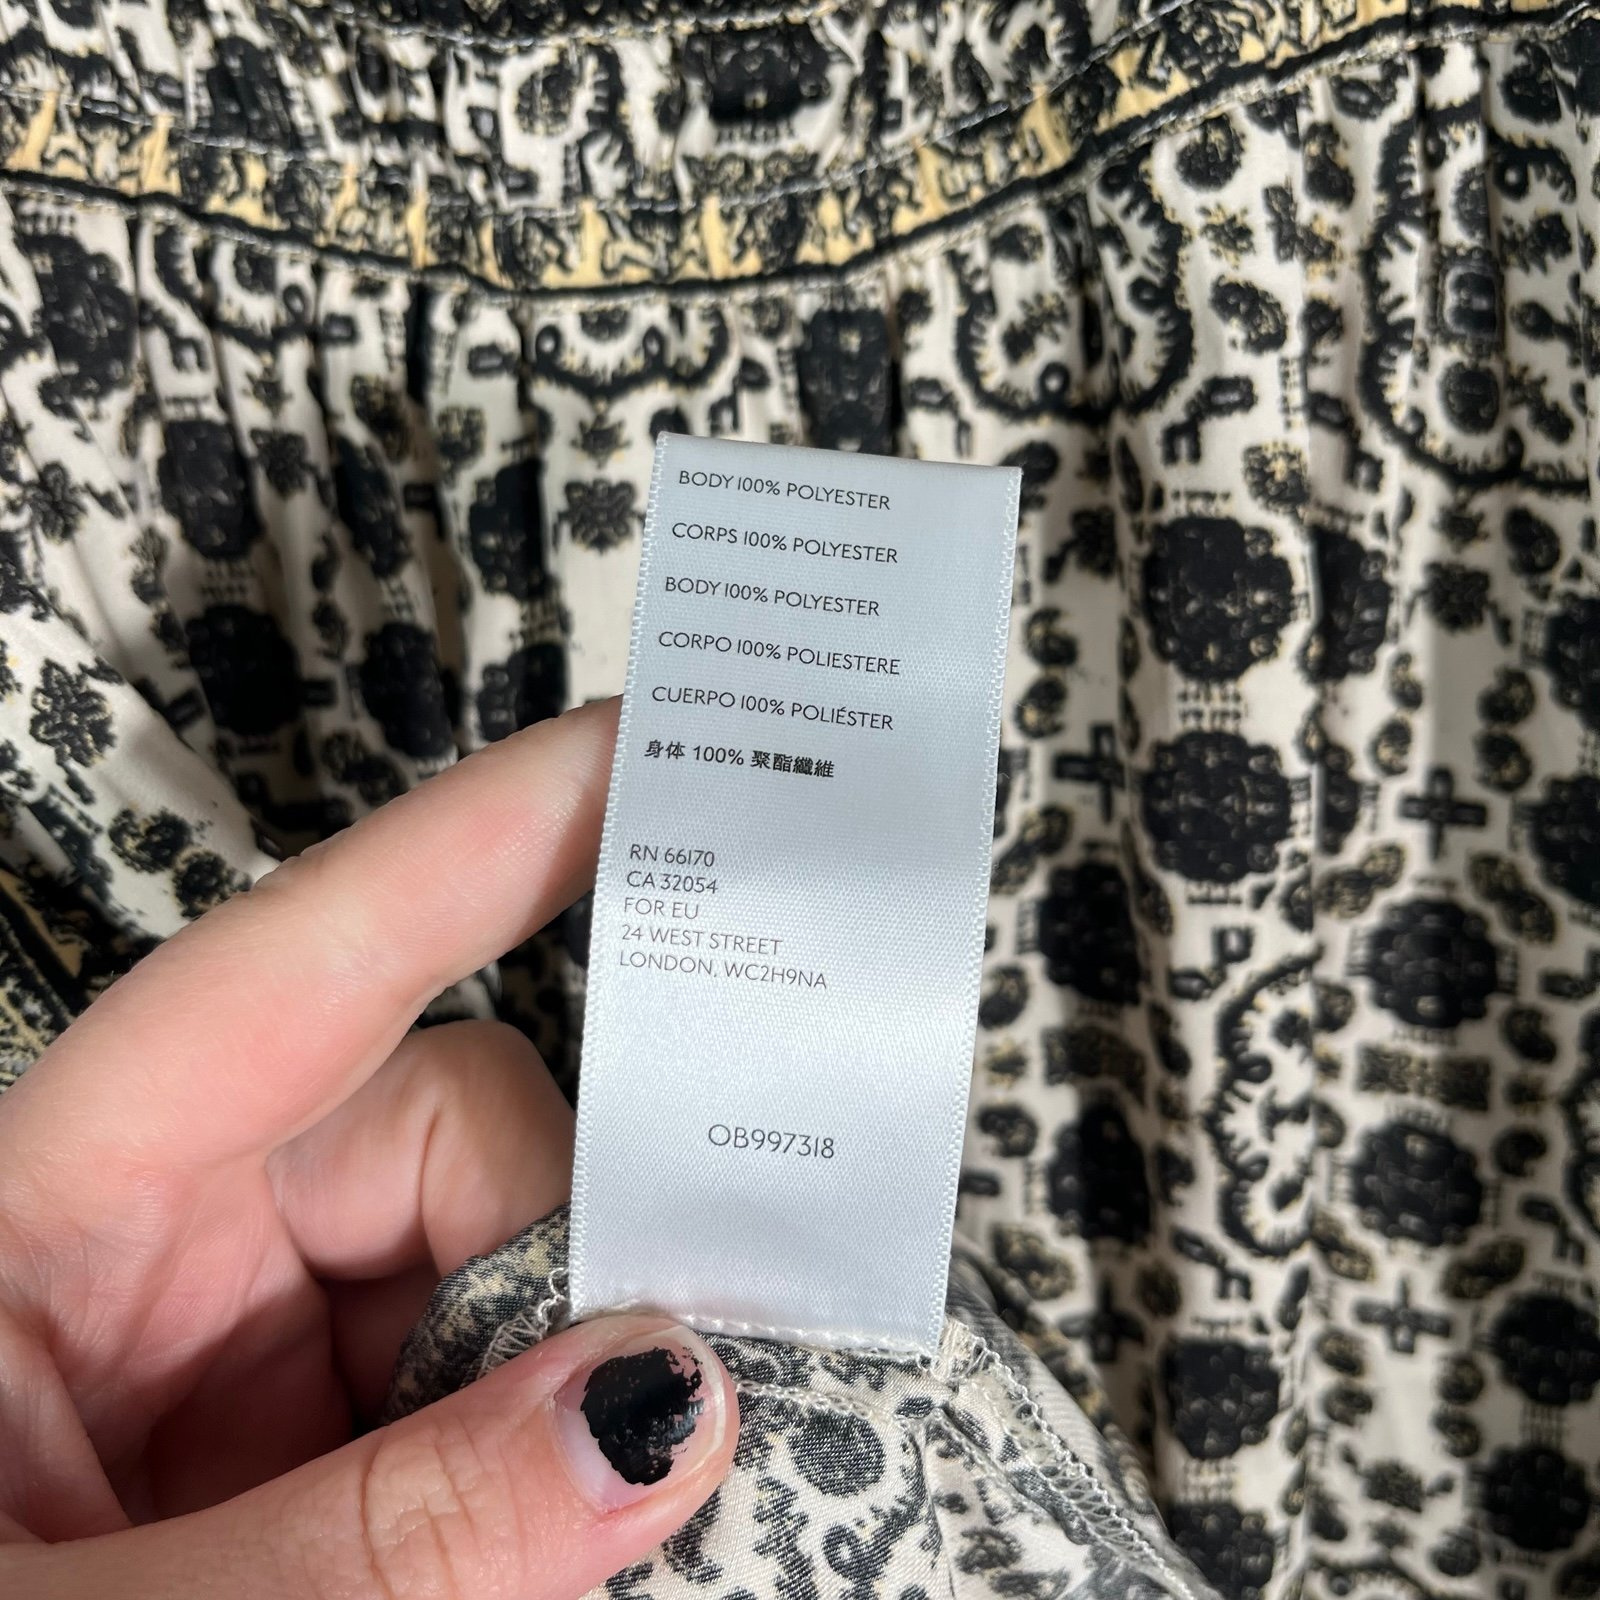 BODY 100% POLYESTER
CORPS 100% POLYESTER
BODY 100% POLYESTER
CORPO 100% POLIESTERE
CUERPO 100% POLIÉSTER
身体 100% 聚酯纖維
RN 66170
CA 32054
FOR EU
24 WEST STREET
LONDON, WC2H9NA
OB997318